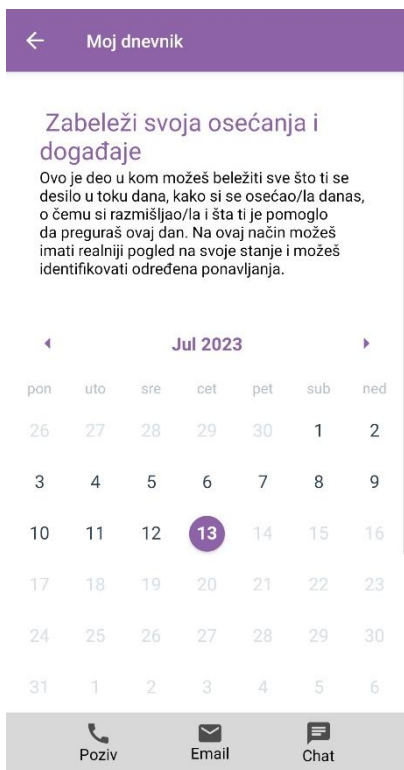 Moj dnevnik
Zabeleži svoja osećanja i
događaje
Ovo je deo u kom možeš beležiti sve što ti se
desilo u toku dana, kako si se osećao/la danas,
o čemu si razmišljao/la i šta ti je pomoglo
da preguraš ovaj dan. Na ovaj način možeš
imati realniji pogled na svoje stanje i možeš
identifikovati određena ponavljanja.
Jul 2023
pon uto sre cet pet sub ned
26 27 28 29 30 1 2
3 4 5 6 7 8 9
10 11 12 13 14 15 16
17 18 19 20 21 22 23
24 25 26 27 28 29 30
31 1 2 3 4 5 6
Poziv Email Chat